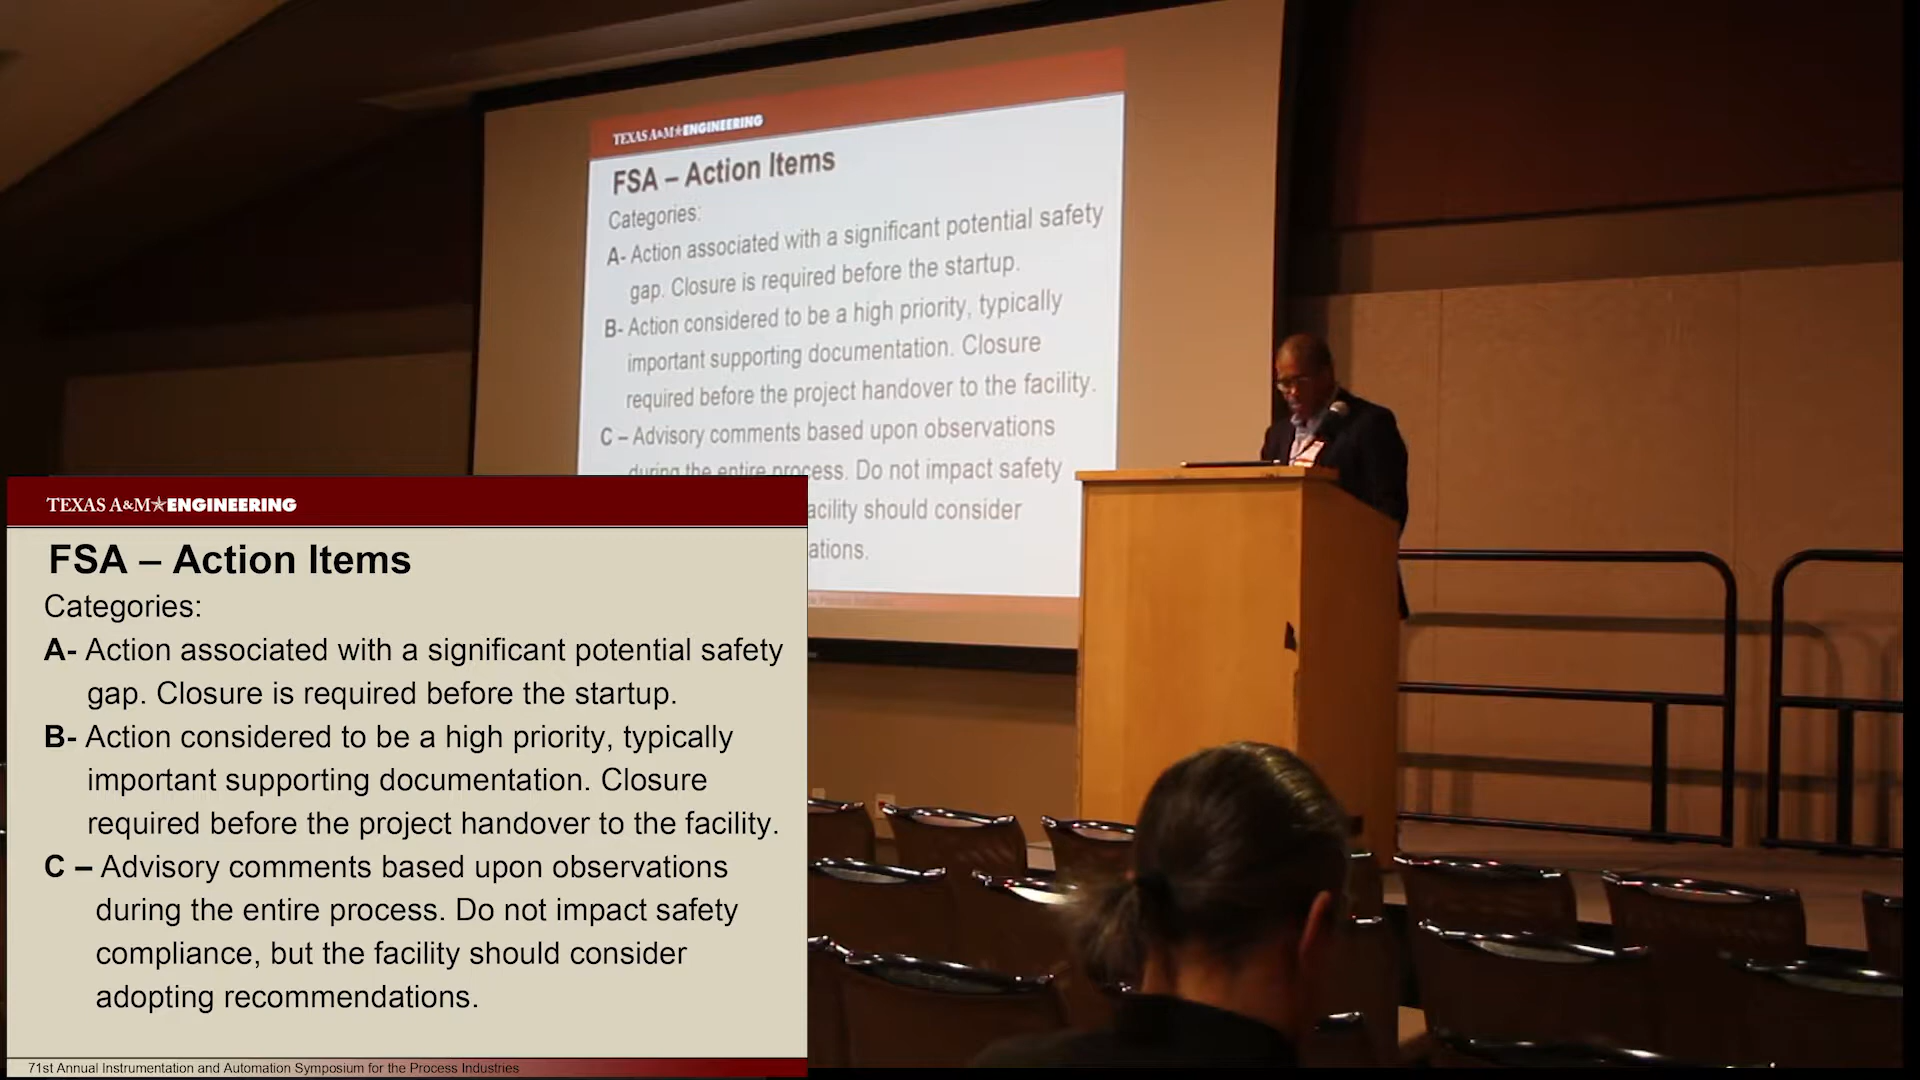 TEXAS A&M★ENGINEERING
FSA – Action Items
Categories:
A- Action associated with a significant potential safety
gap. Closure is required before the startup.
B- Action considered to be a high priority, typically
important supporting documentation. Closure
required before the project handover to the facility.
C – Advisory comments based upon observations
during the entire process. Do not impact safety
acility should consider
ations.
TEXAS A&M★ENGINEERING
FSA – Action Items
Categories:
A- Action associated with a significant potential safety
gap. Closure is required before the startup.
B- Action considered to be a high priority, typically
important supporting documentation. Closure
required before the project handover to the facility.
C – Advisory comments based upon observations
during the entire process. Do not impact safety
compliance, but the facility should consider
adopting recommendations.
71st Annual Instrumentation and Automation Symposium for the Process Industries